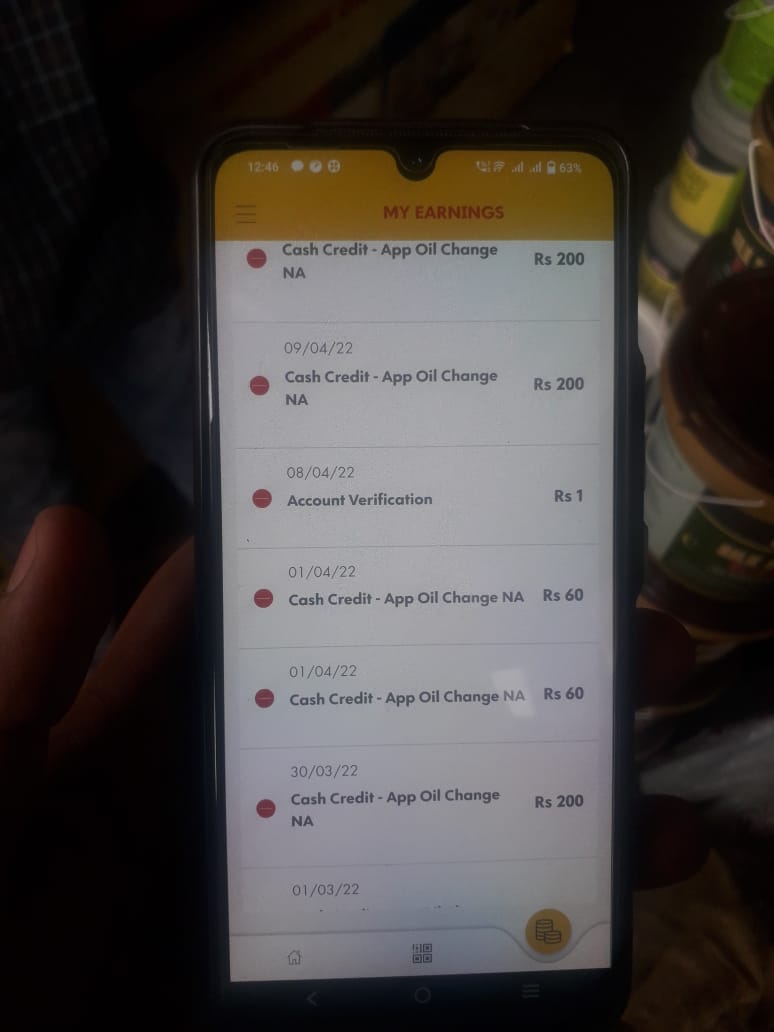 12:46
63%
MY EARNINGS
Cash Credit - App Oil Change
NA
Rs 200
09/04/22
Cash Credit - App Oil Change
NA
Rs 200
08/04/22
Account Verification
Rs 1
01/04/22
Cash Credit - App Oil Change NA
Rs 60
01/04/22
Cash Credit - App Oil Change NA
Rs 60
30/03/22
Cash Credit - App Oil Change
NA
Rs 200
01/03/22